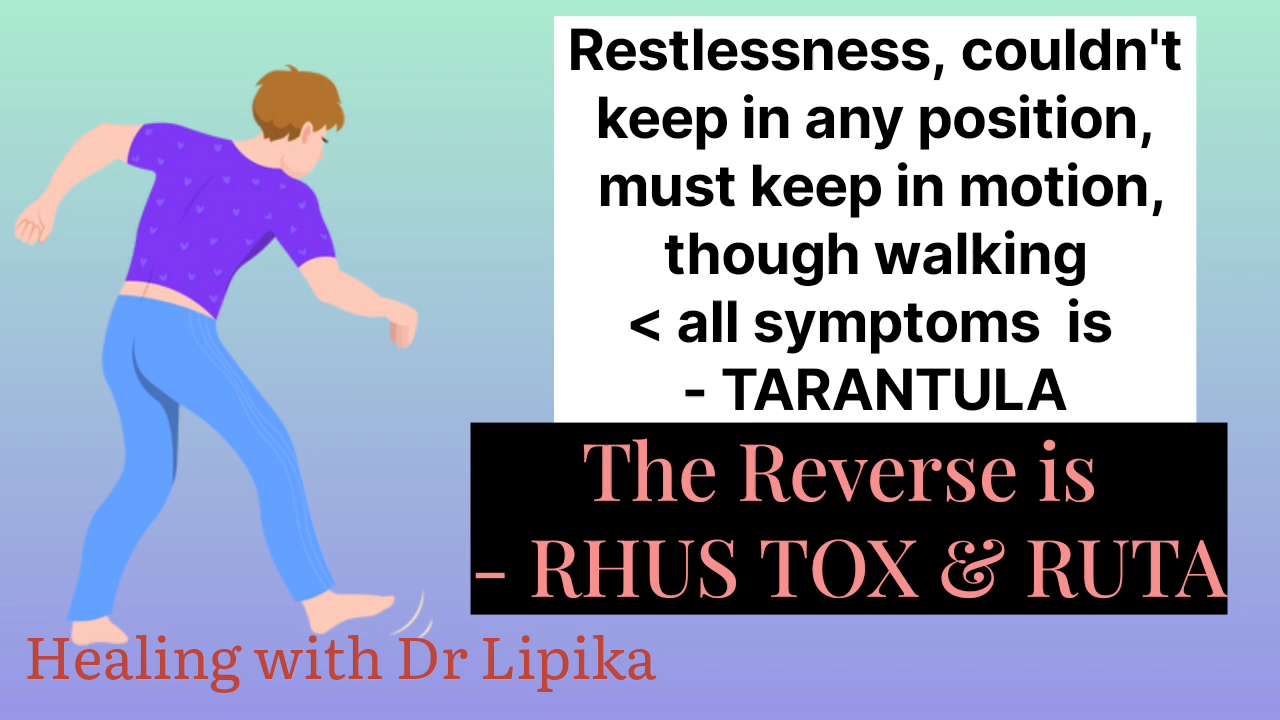 Restlessness, couldn't
keep in any position,
must keep in motion,
though walking
< all symptoms is
- TARANTULA
The Reverse is
- RHUS TOX & RUTA
Healing with Dr Lipika